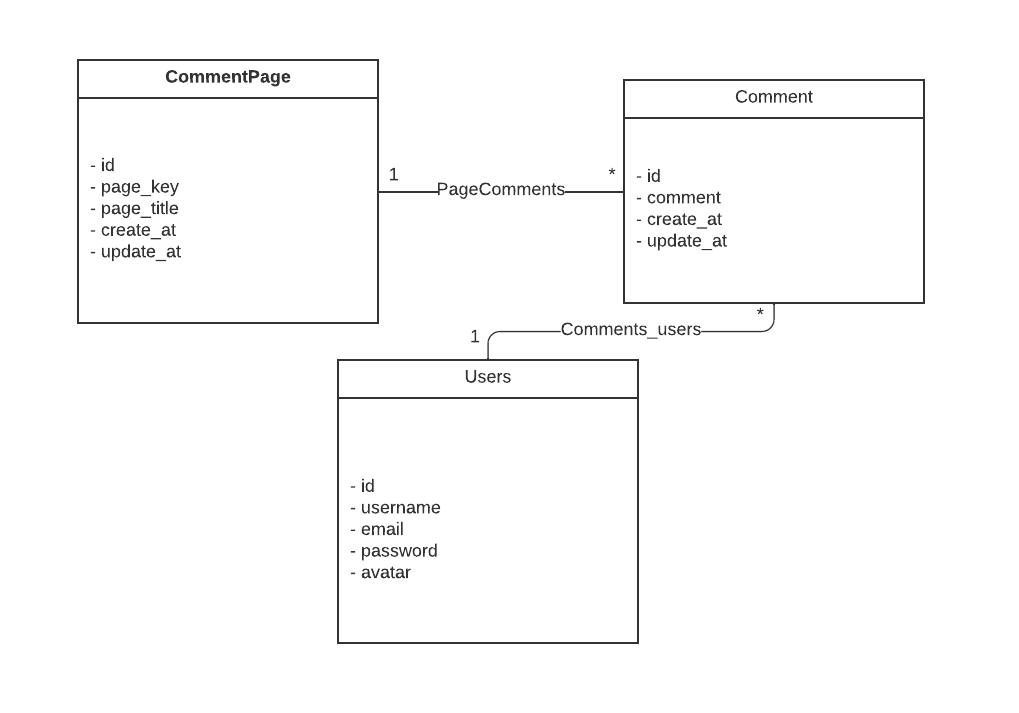 CommentPage
- id
- page_key
- page_title
- create_at
- update_at
1
PageComments
*
Comment
- id
- comment
- create_at
- update_at
*
Comments_users
1
Users
- id
- username
- email
- password
- avatar